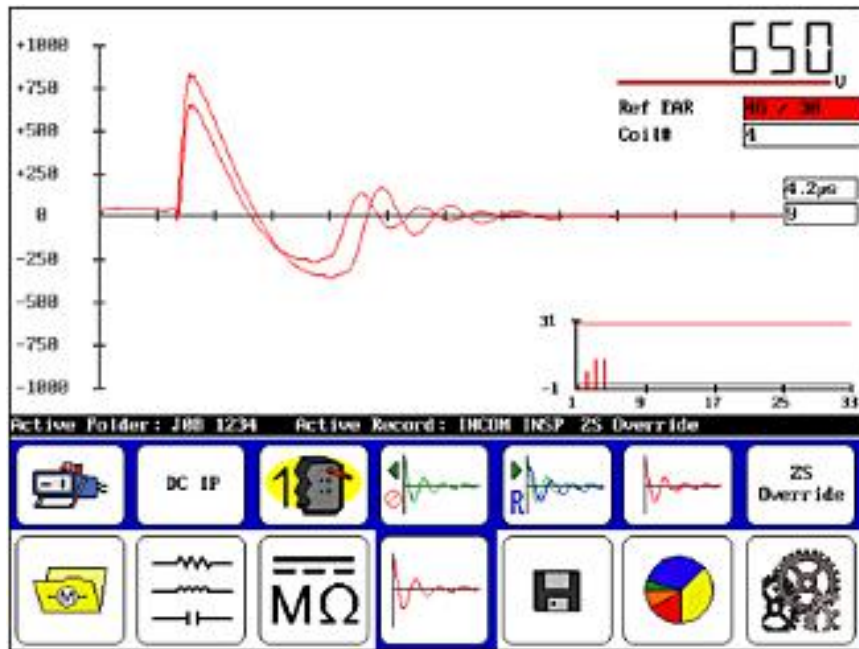 +1000
+750
+500
+250
0
-250
-500
-750
-1000
650
V
Ref EAR
Coil# 4
4.2µs
9
31
-1
1 9 17 25 33
Active Folder: JOB 1234 Active Record: INCOM INSP ZS Override
DC IP
1
R
ZS
Override
M
MΩ